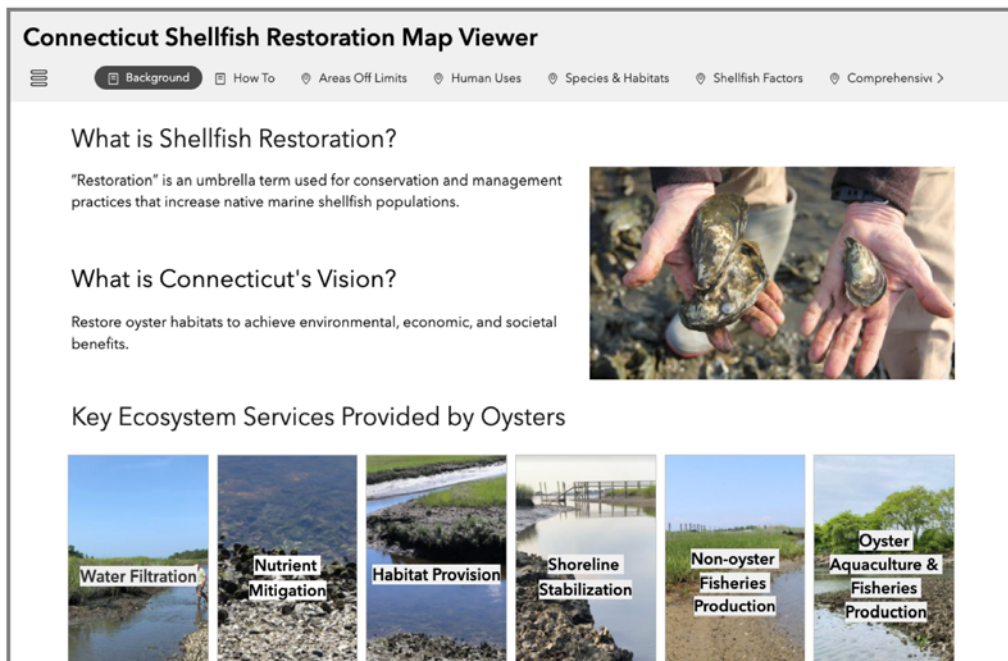 Connecticut Shellfish Restoration Map Viewer
Background How To Areas Off Limits Human Uses Species & Habitats Shellfish Factors Comprehensive
What is Shellfish Restoration?
"Restoration" is an umbrella term used for conservation and management
practices that increase native marine shellfish populations.
What is Connecticut's Vision?
Restore oyster habitats to achieve environmental, economic, and societal
benefits.
Key Ecosystem Services Provided by Oysters
Water Filtration
Nutrient
Mitigation
Habitat Provision
Shoreline
Stabilization
Non-oyster
Fisheries
Production
Oyster
Aquaculture &
Fisheries
Production